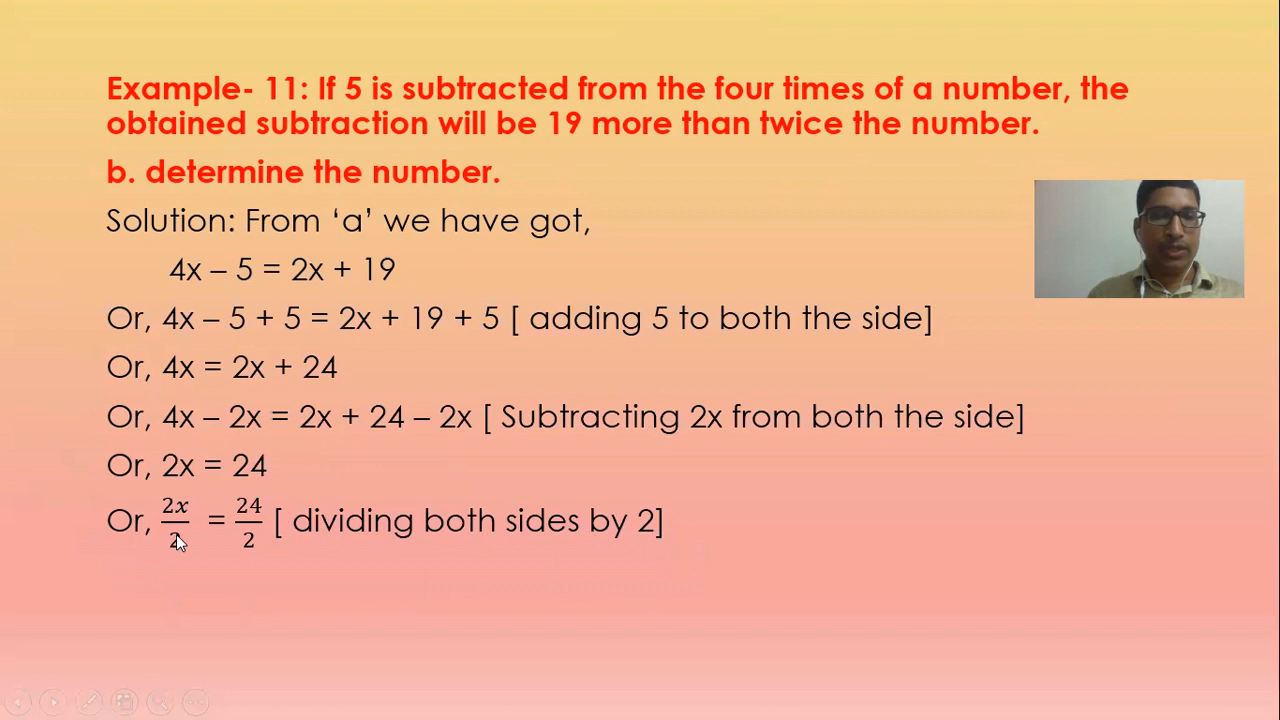 Example- 11: If 5 is subtracted from the four times of a number, the
obtained subtraction will be 19 more than twice the number.
b. determine the number.
Solution: From ‘a’ we have got,
4x – 5 = 2x + 19
Or, 4x – 5 + 5 = 2x + 19 + 5 [ adding 5 to both the side]
Or, 4x = 2x + 24
Or, 4x – 2x = 2x + 24 – 2x [ Subtracting 2x from both the side]
Or, 2x = 24
Or, 2x/2 = 24/2 [ dividing both sides by 2]